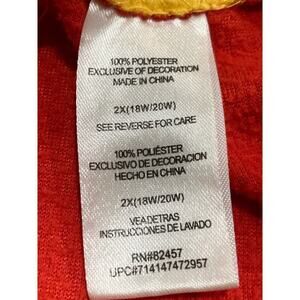 100% POLYESTER
EXCLUSIVE OF DECORATION
MADE IN CHINA
2X(18W/20W)
SEE REVERSE FOR CARE
100% POLIÉSTER
EXCLUSIVO DE DECORACION
HECHO EN CHINA
2X(18W/20W)
VEA DETRAS
INSTRUCCIONES DE LAVADO
RN#82457
UPC#714147472957